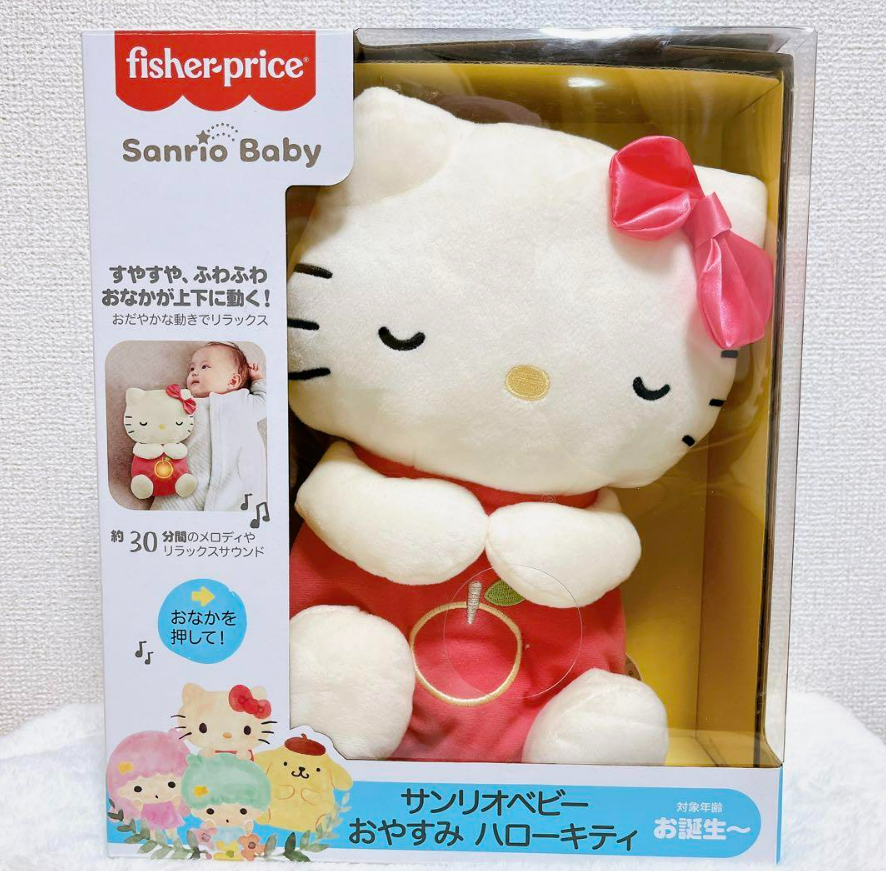 fisher-price®
Sanrio Baby
すやすや、ふわふわ
おなかが上下に動く!
おだやかな動きでリラックス
約30分間のメロディや
リラックスサウンド
おなかを
押して!
サンリオベビー
おやすみ ハローキティ
対象年齢
お誕生~